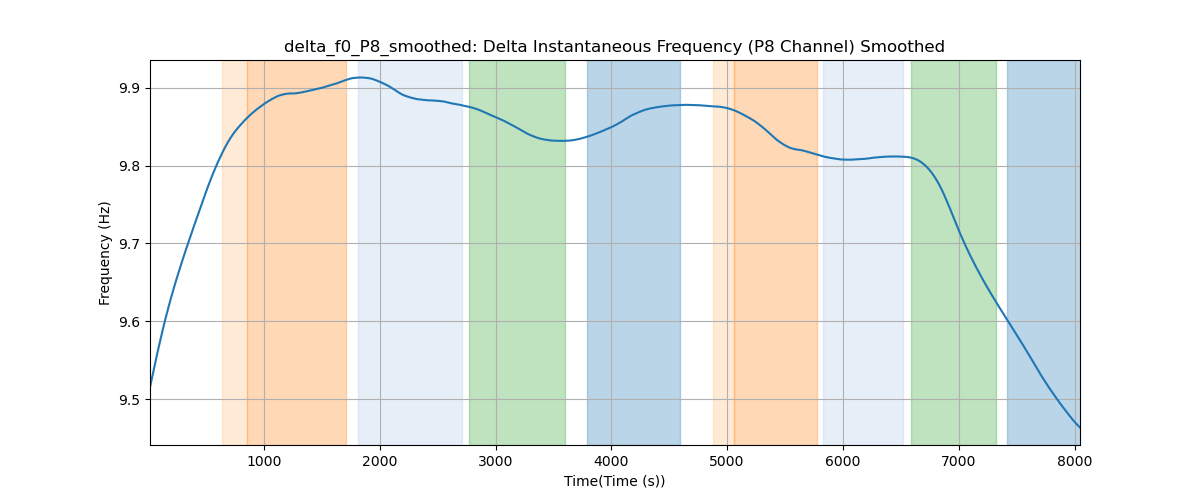 delta_f0_P8_smoothed: Delta Instantaneous Frequency (P8 Channel) Smoothed
Frequency (Hz)
9.9
9.8
9.7
9.6
9.5
1000 2000 3000 4000 5000 6000 7000 8000
Time(Time (s))